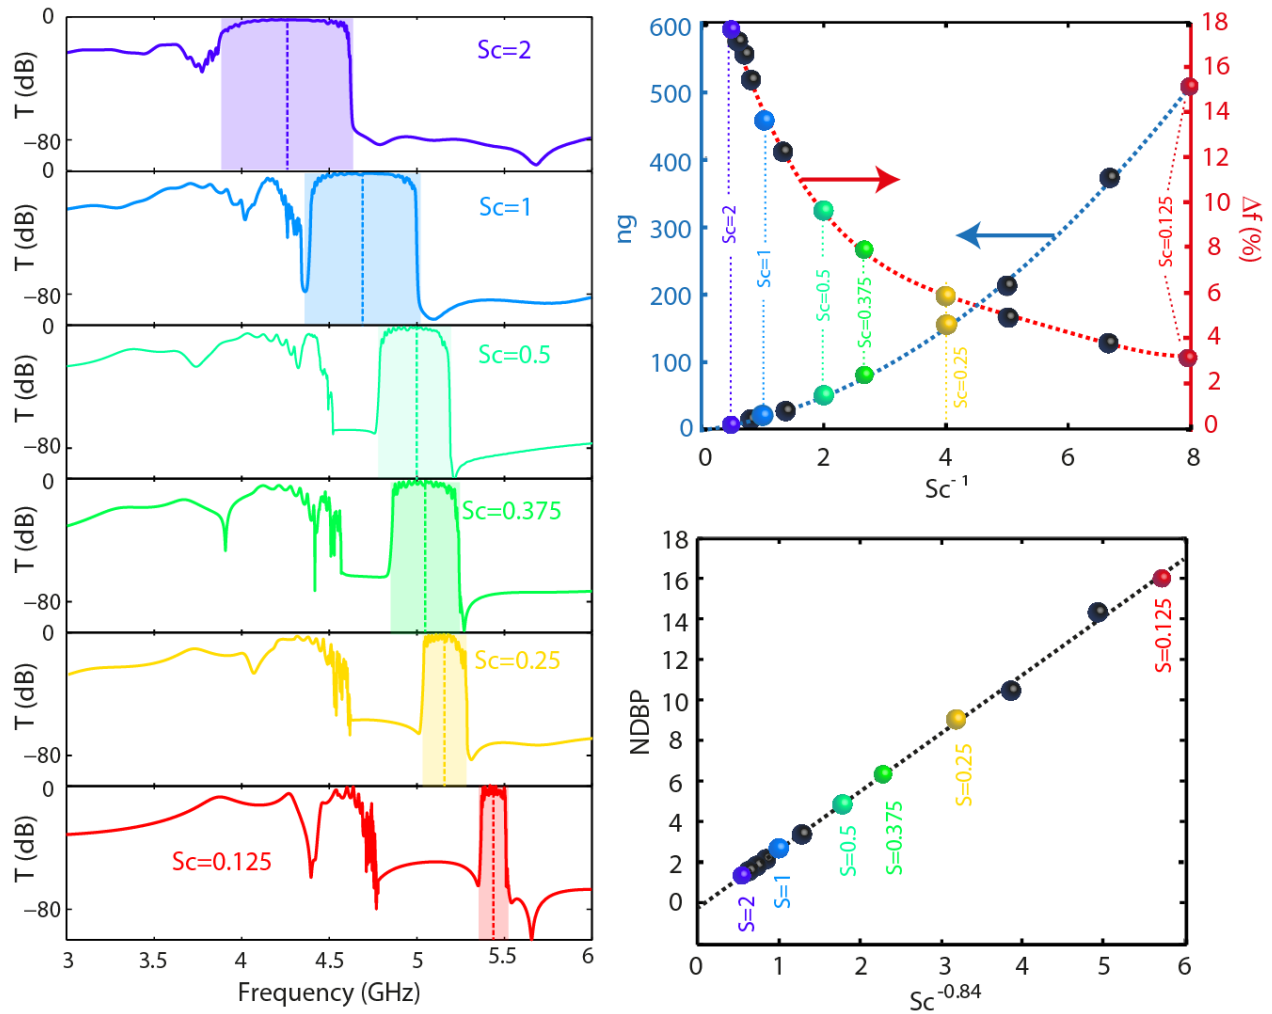 0
Sc=2
T (dB)
−80
0
Sc=1
T (dB)
−80
0
Sc=0.5
T (dB)
−80
0
Sc=0.375
T (dB)
−80
0
Sc=0.25
T (dB)
−80
0
Sc=0.125
T (dB)
−80
3 3.5 4 4.5 5 5.5 6
Frequency (GHz)
600
500
400
300
200
100
0
ng
18
16
14
12
10
8
6
4
2
0
Δf (%)
Sc=2
Sc=1
Sc=0.5
Sc=0.375
Sc=0.25
Sc=0.125
0 2 4 6 8
Sc⁻¹
18
16
14
12
10
8
6
4
2
0
NDBP
S=2
S=1
S=0.5
S=0.375
S=0.25
S=0.125
0 1 2 3 4 5 6
Sc⁻⁰·⁸⁴